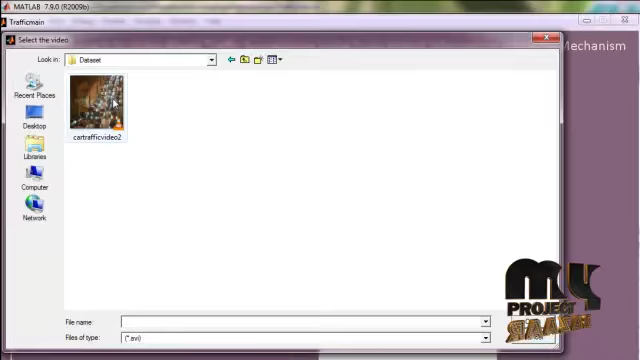 MATLAB 7.9.0 (R2009b)
Trafficmain
Select the video
Mechanism
Look in:
Dataset
Recent Places
cartrafficvideo2
Desktop
Libraries
Computer
Network
File name:
Files of type:
(*.avi)
MY
PROJECT